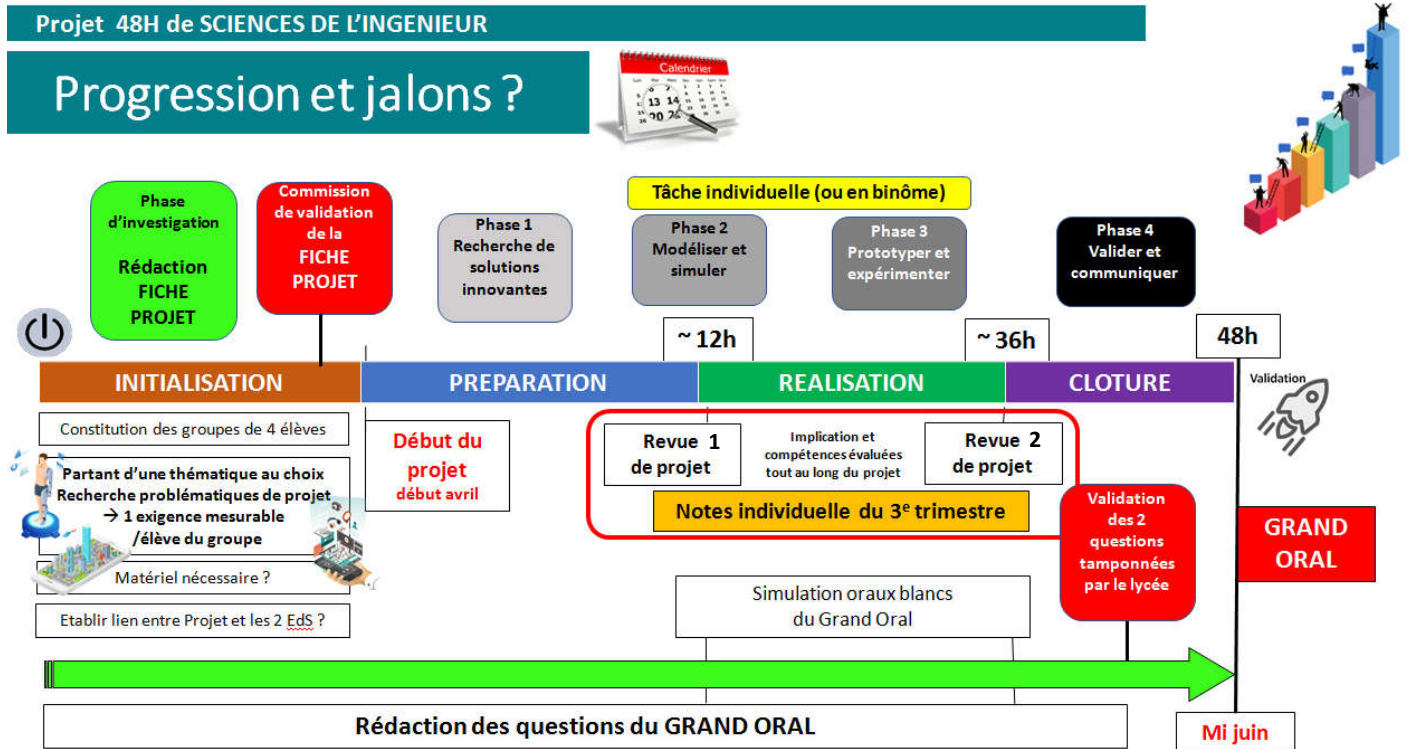 Projet 48H de SCIENCES DE L'INGENIEUR
Progression et jalons ?
Calendrier
13 14
20
Phase
d'investigation
Rédaction
FICHE
PROJET
Commission
de validation
de la
FICHE
PROJET
Phase 1
Recherche de
solutions
innovantes
Tâche individuelle (ou en binôme)
Phase 2
Modéliser et
simuler
Phase 3
Prototyper et
expérimenter
Phase 4
Valider et
communiquer
~ 12h
~ 36h
48h
INITIALISATION
PREPARATION
REALISATION
CLOTURE
Validation
Constitution des groupes de 4 élèves
Partant d'une thématique au choix
Recherche problématiques de projet
→ 1 exigence mesurable
/élève du groupe
Matériel nécessaire ?
Etablir lien entre Projet et les 2 EdS ?
Début du
projet
début avril
Revue 1
de projet
Implication et
compétences évaluées
tout au long du projet
Revue 2
de projet
Notes individuelle du 3e trimestre
Validation
des 2
questions
tamponnées
par le lycée
GRAND
ORAL
Simulation oraux blancs
du Grand Oral
Rédaction des questions du GRAND ORAL
Mi juin